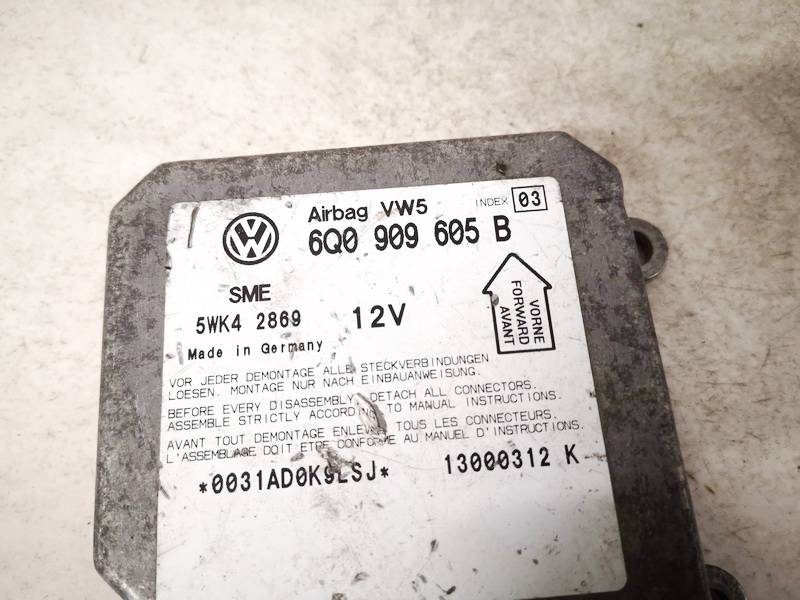 INDEX 03
Airbag VW5
6Q0 909 605 B
SME
5WK4 2869 12V
Made in Germany
VORNE
FORWARD
AVANT
VOR JEDER DEMONTAGE ALLE STECKVERBINDUNGEN
LOESEN. MONTAGE NUR NACH EINBAUANWEISUNG.
BEFORE EVERY DISASSEMBLY, DETACH ALL CONNECTORS.
ASSEMBLE STRICTLY ACCORDING TO MANUAL INSTRUCTIONS.
AVANT TOUT DEMONTAGE ENLEVER TOUS LES CONNECTEURS.
L'ASSEMBLAGE DOIT ETRE CONFORME AU MANUEL D'INSTRUCTIONS.
*0031AD0K9LSJ* 13000312 K